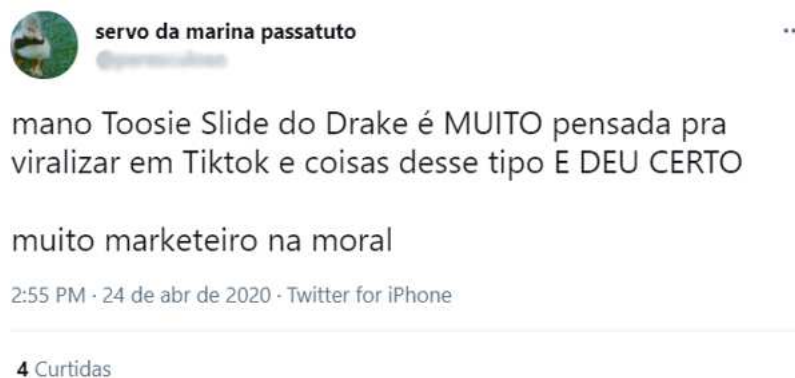 servo da marina passatuto
mano Toosie Slide do Drake é MUITO pensada pra
viralizar em Tiktok e coisas desse tipo E DEU CERTO
muito marketeiro na moral
2:55 PM · 24 de abr de 2020 · Twitter for iPhone
4 Curtidas